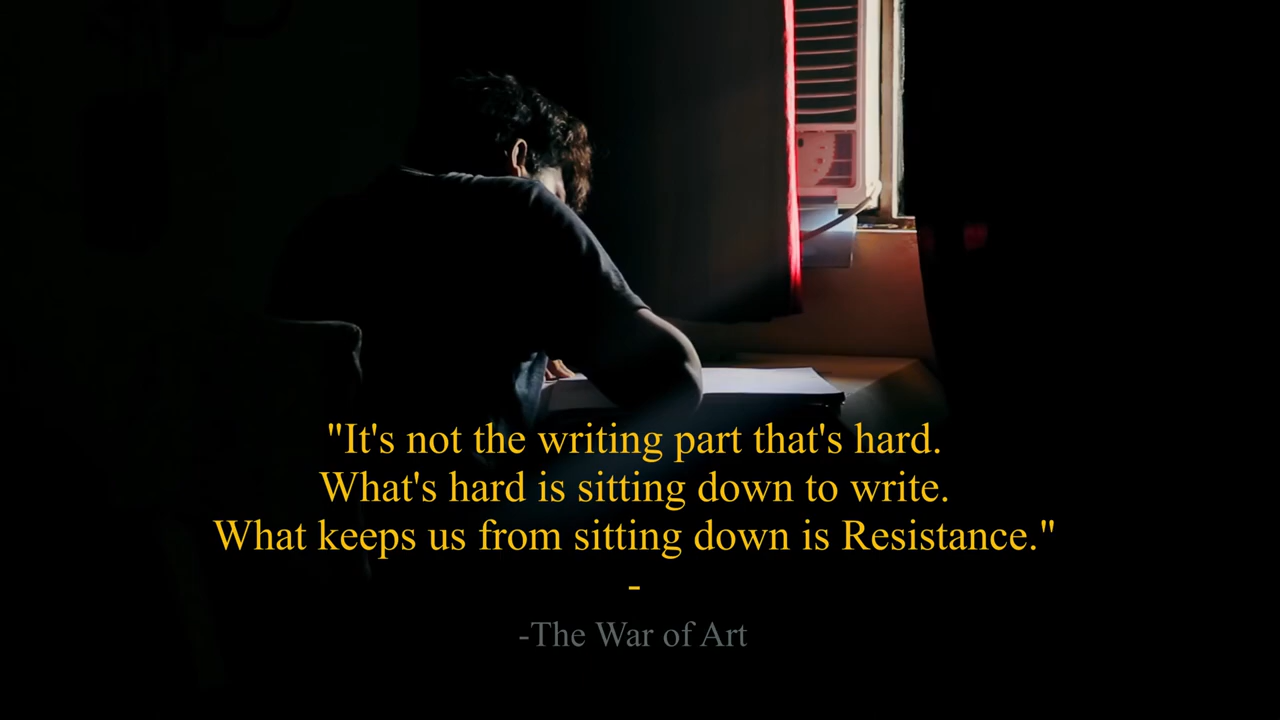 "It's not the writing part that's hard.
What's hard is sitting down to write.
What keeps us from sitting down is Resistance."
-
-The War of Art